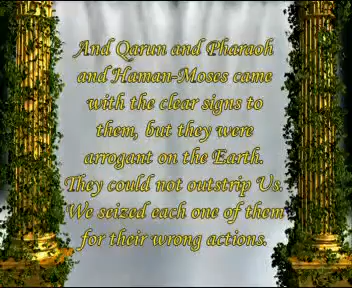 And Qarun and Pharaoh
and Haman-Moses came
with the clear signs to
them, but they were
arrogant on the Earth.
They could not outstrip Us.
We seized each one of them
for their wrong actions.